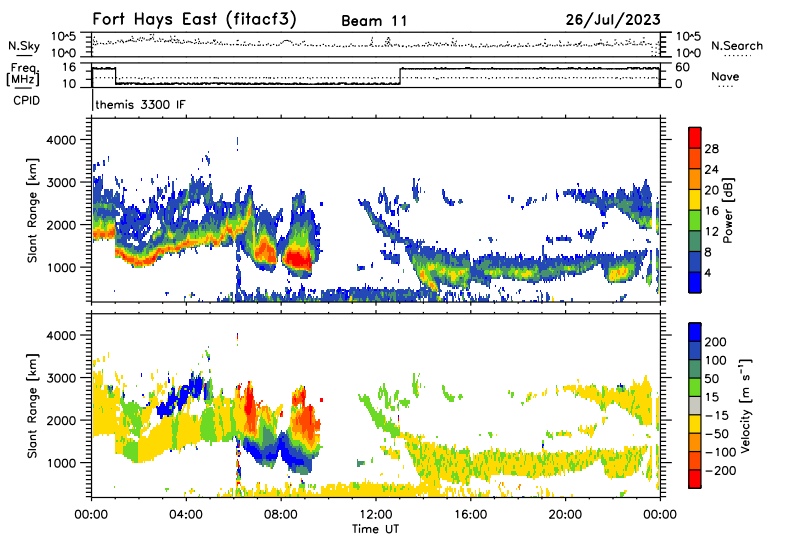 Fort Hays East (fitacf3) Beam 11 26/Jul/2023
N.Sky 10^5 10^0 10^5 10^0 N.Search
Freq. [MHz] 16 10 60 0 Nave
CPID themis 3300 IF
Slant Range [km] 4000 3000 2000 1000
Power [dB] 28 24 20 16 12 8 4
Slant Range [km] 4000 3000 2000 1000
Velocity [m s⁻¹] 200 100 50 15 -15 -50 -100 -200
00:00 04:00 08:00 12:00 16:00 20:00 00:00
Time UT